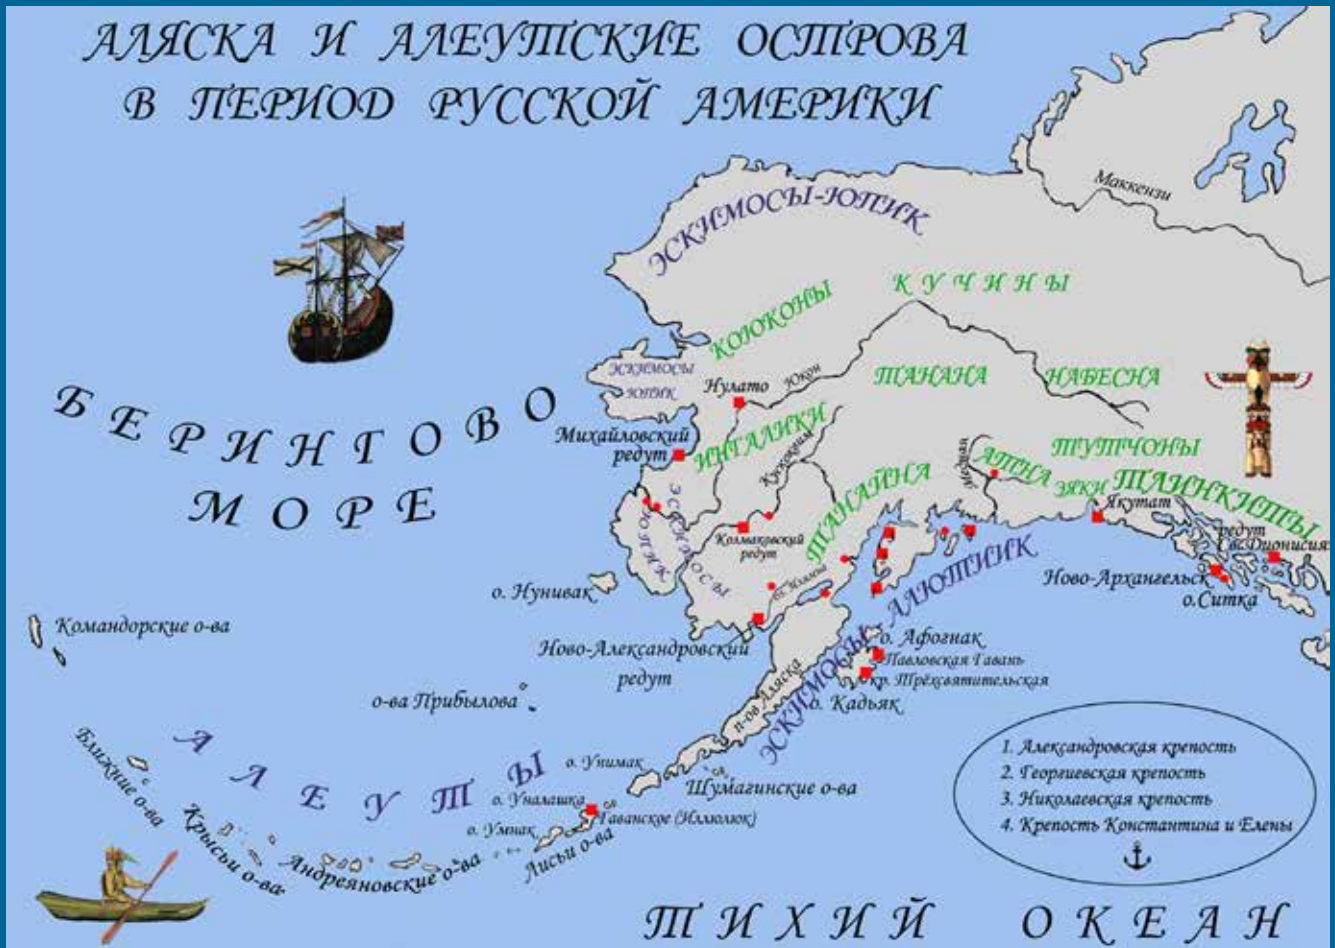 АЛЯСКА И АЛЕУТСКИЕ ОСТРОВА
В ПЕРИОД РУССКОЙ АМЕРИКИ
Маккензи
ЭСКИМОСЫ-ЮПИК
КУЧИНЫ
КОЮКОНЫ
ЭСКИМОСЫ
ЮПИК
Нулато
Юкон
ТАНАНА
НАБЕСНА
БЕРИНГОВО
МОРЕ
Михайловский
редут
ИНГАЛИКИ
Кускоквим
Медная
АТНА
ТУТЧОНЫ
ЭЯКИ
ТЛИНКИТЫ
Якутат
редут
Св. Дионисия
ТАНАЙНА
ЭСКИМОСЫ
ЮПИК
Колмаковский
редут
оз. Илиамна
Ново-Архангельск
о.Ситка
о. Нунивак
Командорские о-ва
Ново-Александровский
редут
ЭСКИМОСЫ - АЛЮТИИК
о. Афогнак
Павловская Гавань
кр. Трёхсвятительская
о. Кадьяк
п-ов Аляска
о-ва Прибылова
АЛЕУТЫ
Ближние о-ва
Крысьи о-ва
Андреяновские о-ва
Лисьи о-ва
о. Унимак
о. Уналашка
о. Умнак
Гаванское (Иллюлюк)
Шумагинские о-ва
1. Александровская крепость
2. Георгиевская крепость
3. Николаевская крепость
4. Крепость Константина и Елены
ТИХИЙ ОКЕАН